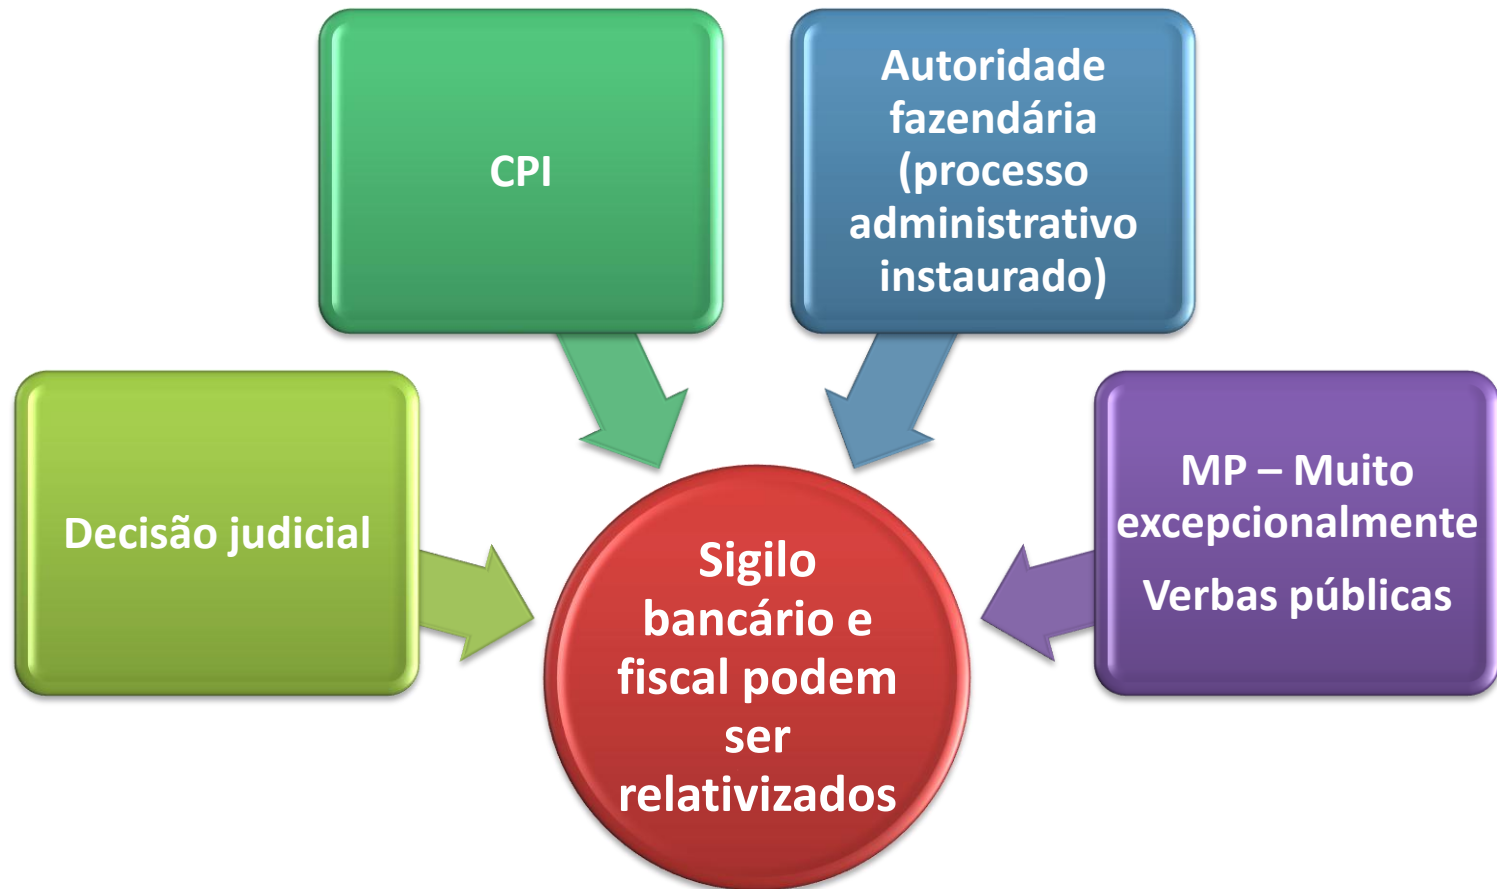 CPI
Autoridade
fazendária
(processo
administrativo
instaurado)
Decisão judicial
MP – Muito
excepcionalmente
Verbas públicas
Sigilo
bancário e
fiscal podem
ser
relativizados